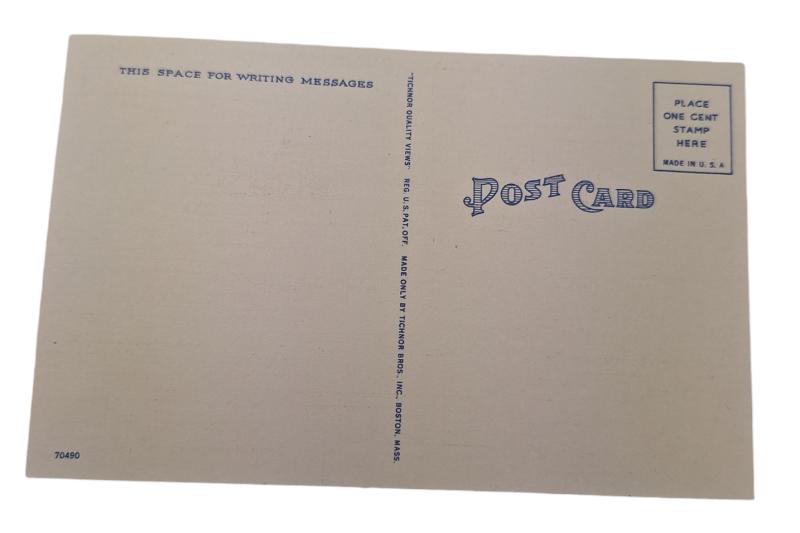 THIS SPACE FOR WRITING MESSAGES
"TICHNOR QUALITY VIEWS" REG. U. S. PAT. OFF. MADE ONLY BY TICHNOR BROS., INC., BOSTON, MASS.
PLACE
ONE CENT
STAMP
HERE
MADE IN U. S. A
POST CARD
70490